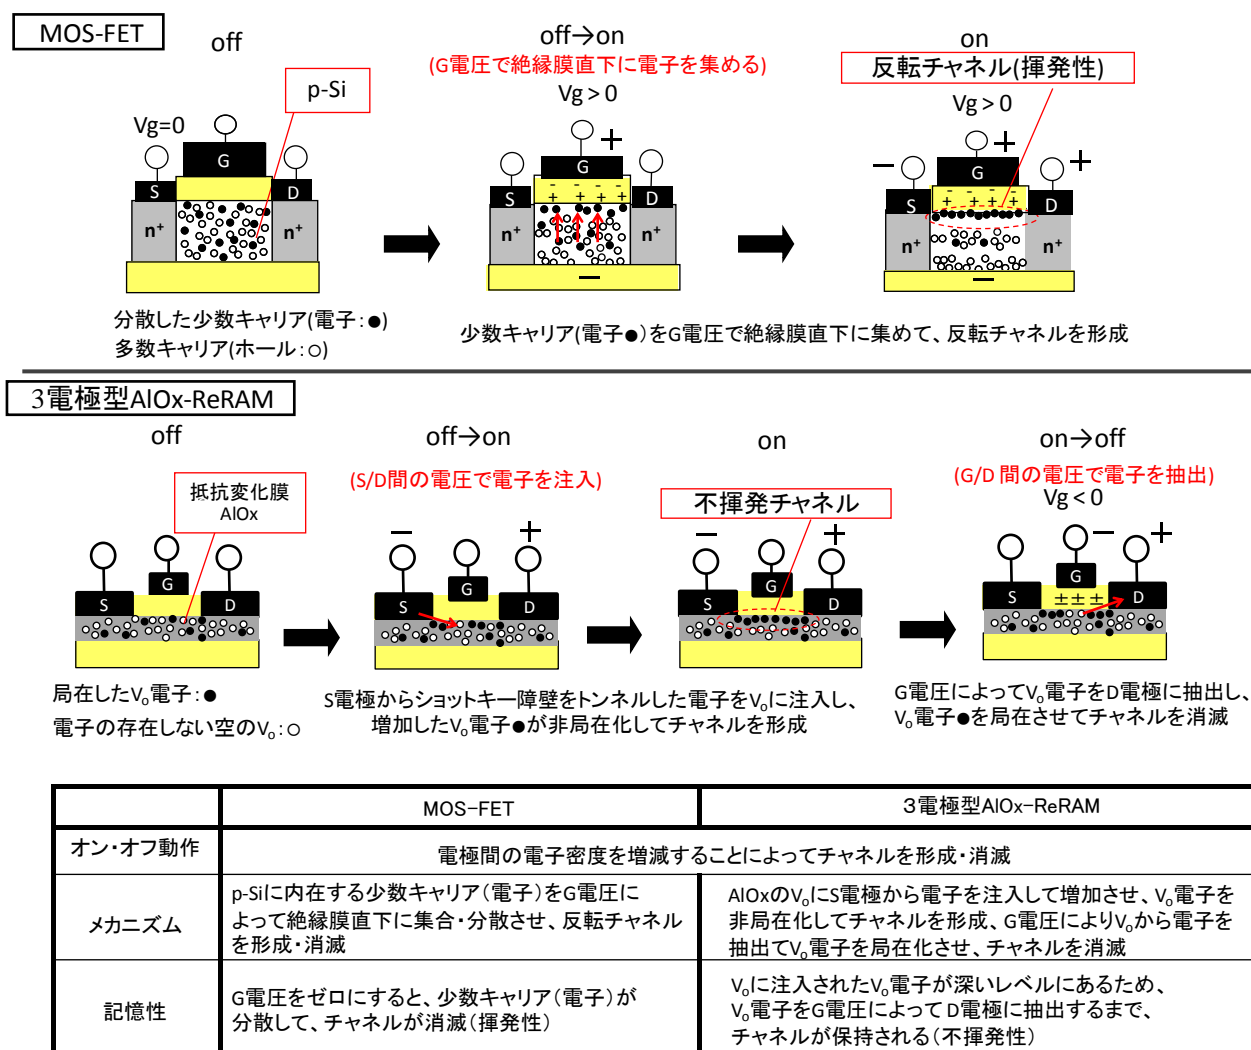 MOS-FET
off
off→on
on
(G電圧で絶縁膜直下に電子を集める)
反転チャネル(揮発性)
p-Si
Vg=0
Vg > 0
Vg > 0
G
S
D
n⁺
n⁺
G
+
S
D
- - - -
+ + + +
n⁺
n⁺
−
−
G
+
+
S
D
- - - -
+ + + +
n⁺
n⁺
−
分散した少数キャリア(電子:●)
多数キャリア(ホール:○)
少数キャリア(電子●)をG電圧で絶縁膜直下に集めて、反転チャネルを形成
3電極型AlOx-ReRAM
off
off→on
on
on→off
(S/D間の電圧で電子を注入)
(G/D 間の電圧で電子を抽出)
抵抗変化膜
AlOx
不揮発チャネル
Vg < 0
G
S
D
−
+
G
S
D
−
+
G
S
D
−
+
G
S
D
±±±
局在したVₒ電子:●
電子の存在しない空のVₒ:○
S電極からショットキー障壁をトンネルした電子をVₒに注入し、
増加したVₒ電子●が非局在化してチャネルを形成
G電圧によってVₒ電子をD電極に抽出し、
Vₒ電子●を局在させてチャネルを消滅
MOS-FET
3電極型AlOx-ReRAM
オン・オフ動作
電極間の電子密度を増減することによってチャネルを形成・消滅
メカニズム
p-Siに内在する少数キャリア(電子)をG電圧に
よって絶縁膜直下に集合・分散させ、反転チャネル
を形成・消滅
AlOxのVₒにS電極から電子を注入して増加させ、Vₒ電子を
非局在化してチャネルを形成、G電圧によりVₒから電子を
抽出てVₒ電子を局在化させ、チャネルを消滅
記憶性
G電圧をゼロにすると、少数キャリア(電子)が
分散して、チャネルが消滅(揮発性)
Vₒに注入されたVₒ電子が深いレベルにあるため、
Vₒ電子をG電圧によって D電極に抽出するまで、
チャネルが保持される(不揮発性)